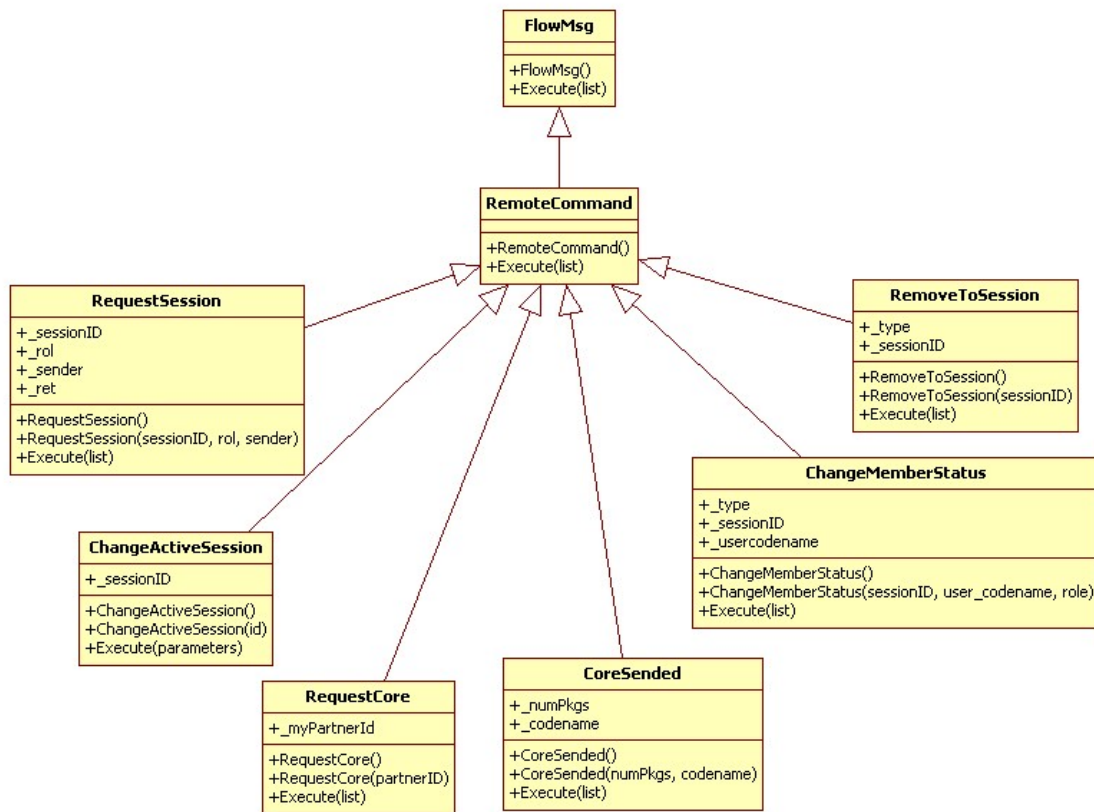 FlowMsg
+FlowMsg()
+Execute(list)
RemoteCommand
+RemoteCommand()
+Execute(list)
RequestSession
+_sessionID
+_rol
+_sender
+_ret
+RequestSession()
+RequestSession(sessionID, rol, sender)
+Execute(list)
RemoveToSession
+_type
+_sessionID
+RemoveToSession()
+RemoveToSession(sessionID)
+Execute(list)
ChangeMemberStatus
+_type
+_sessionID
+_usercodename
+ChangeMemberStatus()
+ChangeMemberStatus(sessionID, user_codename, role)
+Execute(list)
ChangeActiveSession
+_sessionID
+ChangeActiveSession()
+ChangeActiveSession(id)
+Execute(parameters)
RequestCore
+_myPartnerId
+RequestCore()
+RequestCore(partnerID)
+Execute(list)
CoreSended
+_numPkgs
+_codename
+CoreSended()
+CoreSended(numPkgs, codename)
+Execute(list)